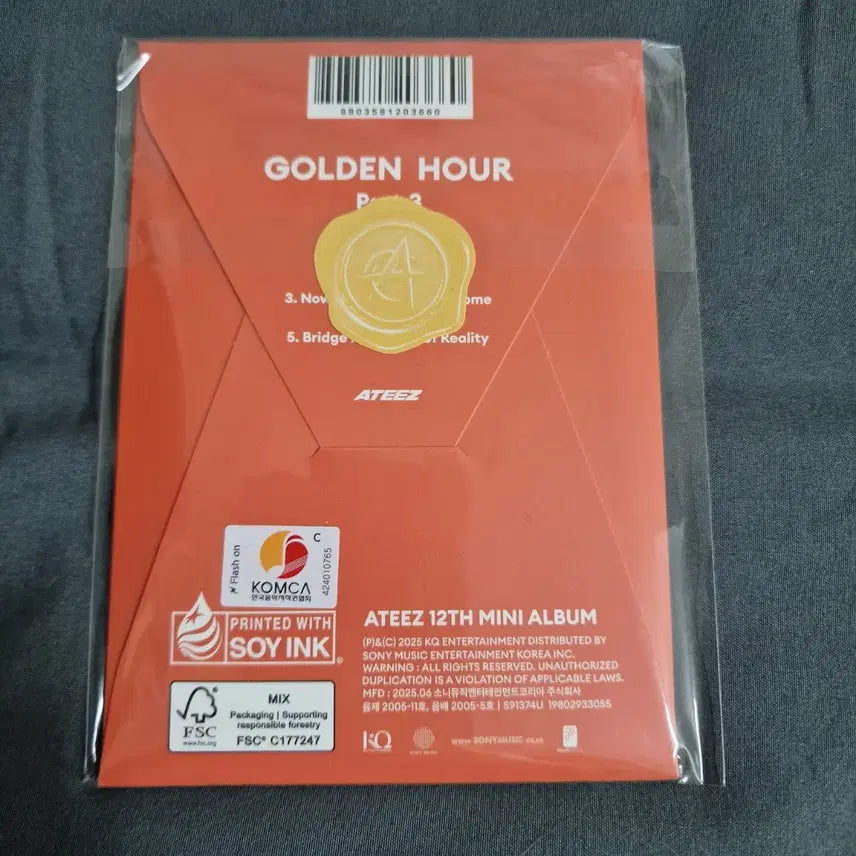 8803581203660
GOLDEN HOUR
3. Now
ome
5. Bridge
Reality
ATEEZ
Flash on
C
KOMCA
한국음악저작권협회
424010765
PRINTED WITH
SOY INK
ATEEZ 12TH MINI ALBUM
(P)&(C) 2025 KQ ENTERTAINMENT DISTRIBUTED BY
SONY MUSIC ENTERTAINMENT KOREA INC.
WARNING : ALL RIGHTS RESERVED. UNAUTHORIZED
DUPLICATION IS A VIOLATION OF APPLICABLE LAWS.
MFD : 2025.06 소니뮤직엔터테인먼트코리아 주식회사
음제 2005-11호, 음배 2005-5호 | S91374U 19802933055
FSC
www.fsc.org
MIX
Packaging | Supporting
responsible forestry
FSC® C177247
KQ
www.SONYMUSIC.co.kr